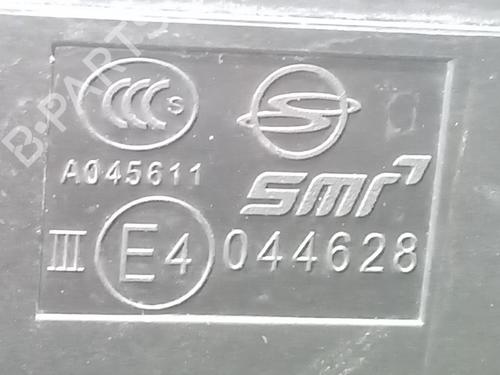 CCC S
A045611
smr
III E4 044628
B-PARTS